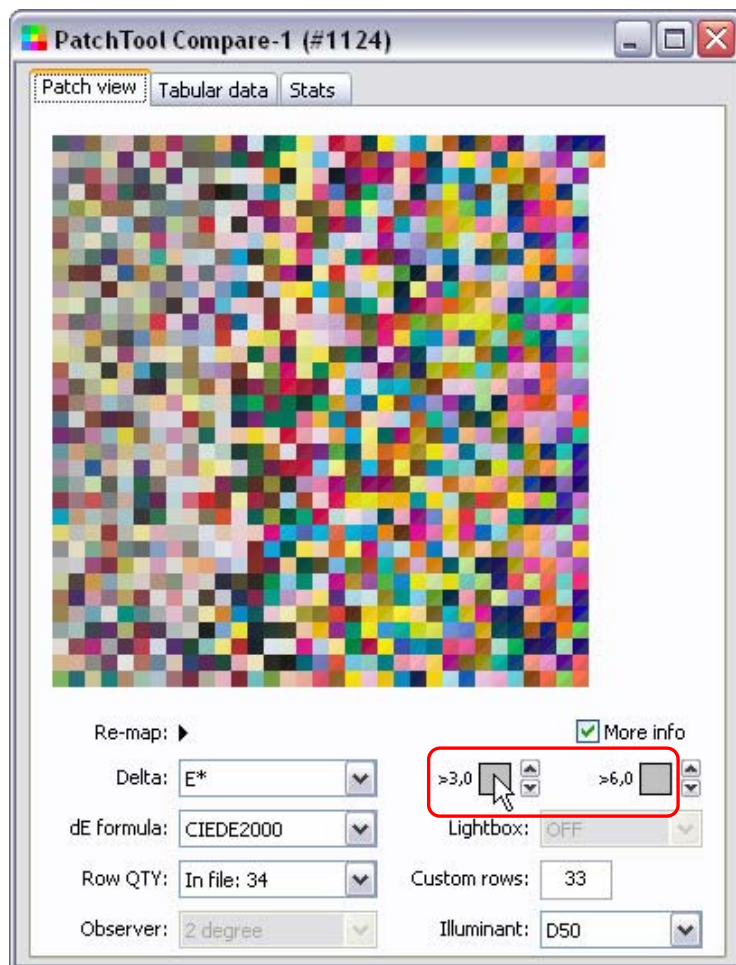 PatchTool Compare-1 (#1124)
Patch view Tabular data Stats
Re-map: More info
Delta: E* >3,0 >6,0
dE formula: CIEDE2000 Lightbox: OFF
Row QTY: In file: 34 Custom rows: 33
Observer: 2 degree Illuminant: D50